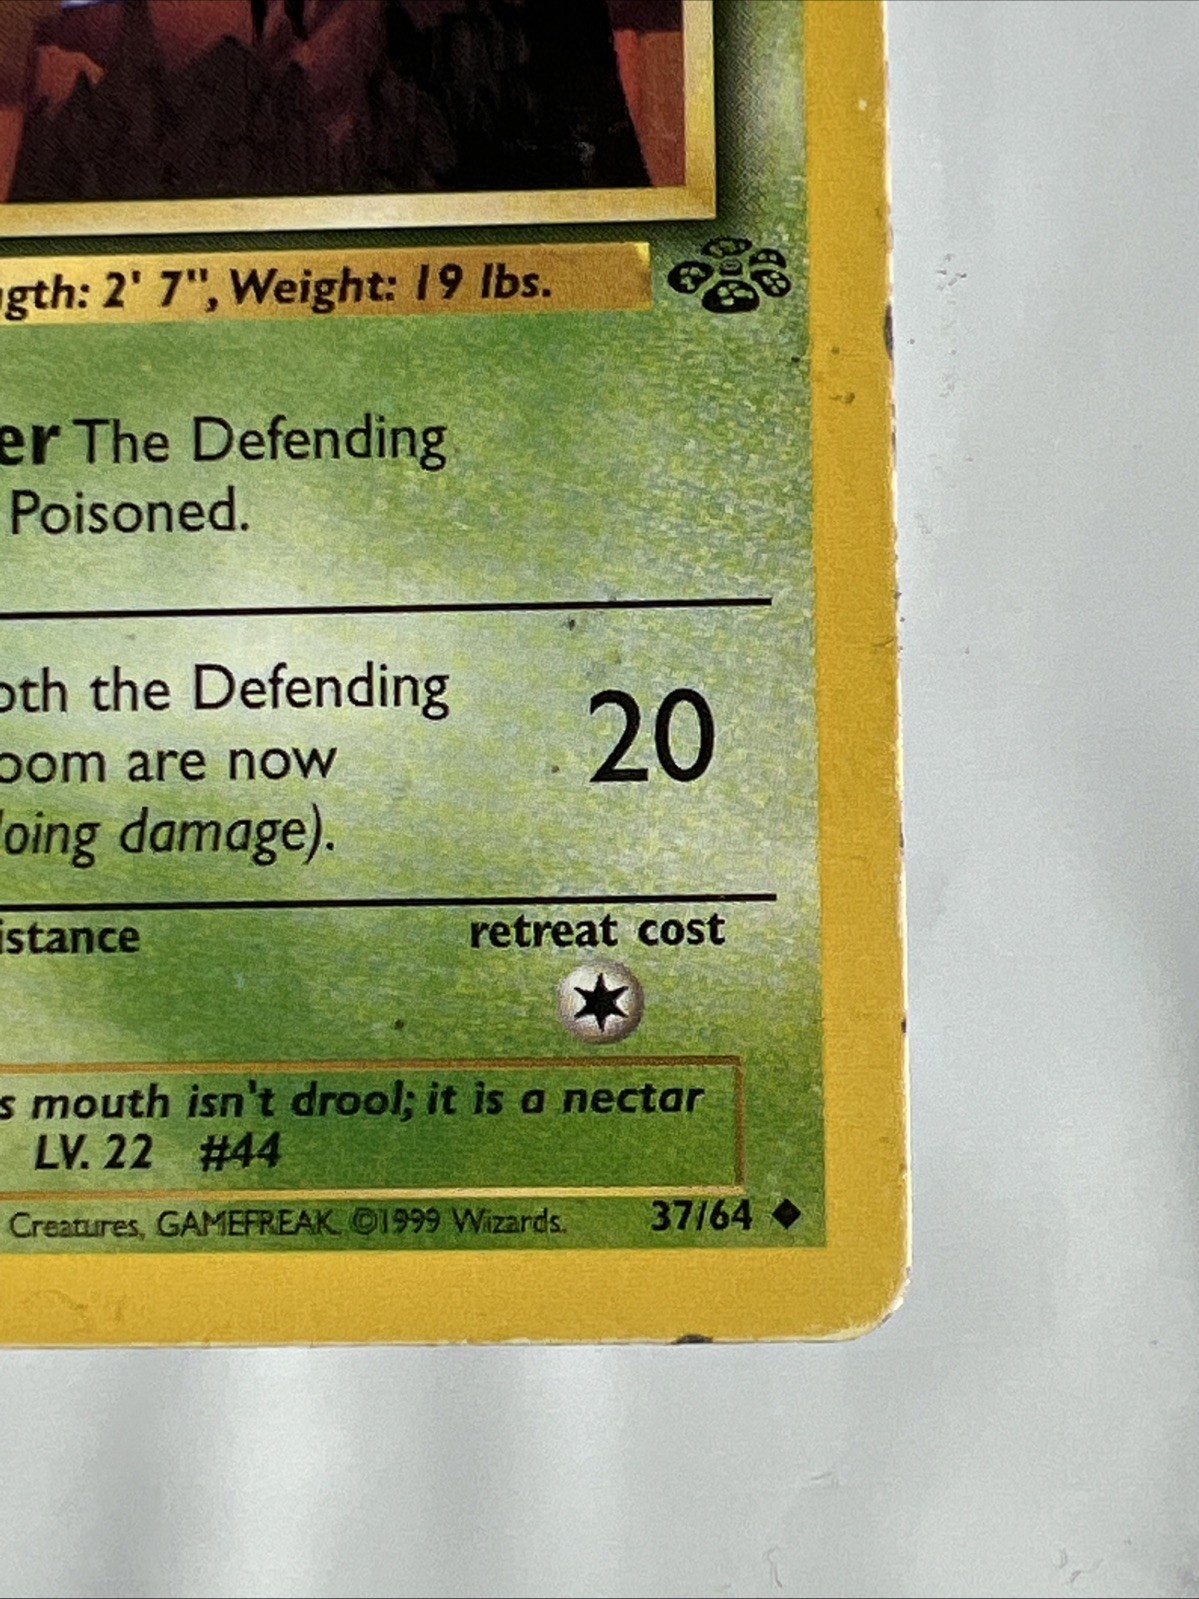 gth: 2' 7", Weight: 19 lbs.
er The Defending
Poisoned.
oth the Defending
oom are now
20
doing damage).
istance
retreat cost
s mouth isn't drool; it is a nectar
LV. 22 #44
Creatures, GAMEFREAK. ©1999 Wizards.
37/64